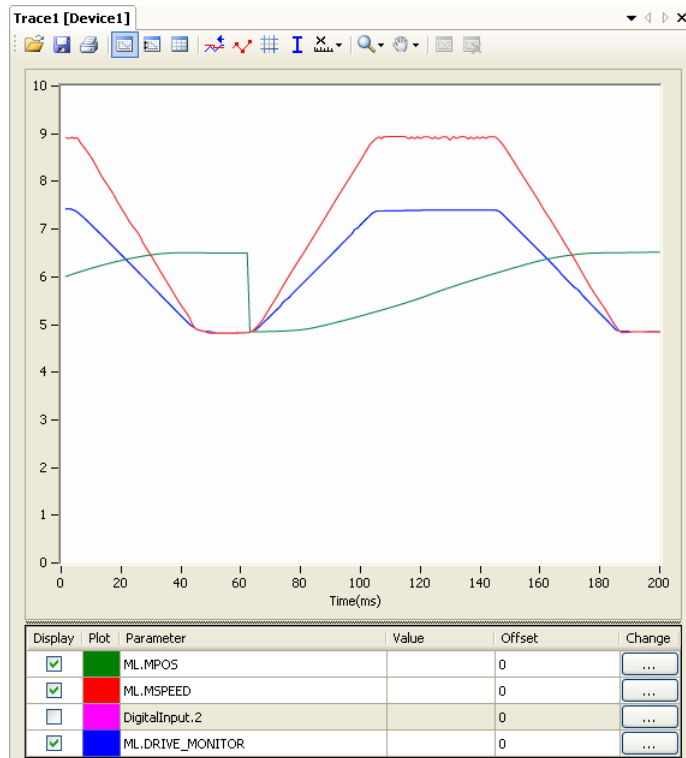 Trace1 [Device1]
10
9
8
7
6
5
4
3
2
1
0
0 20 40 60 80 100 120 140 160 180 200
Time(ms)
Display Plot Parameter Value Offset Change
ML.MPOS 0 ...
ML.MSPEED 0 ...
DigitalInput.2 0 ...
ML.DRIVE_MONITOR 0 ...